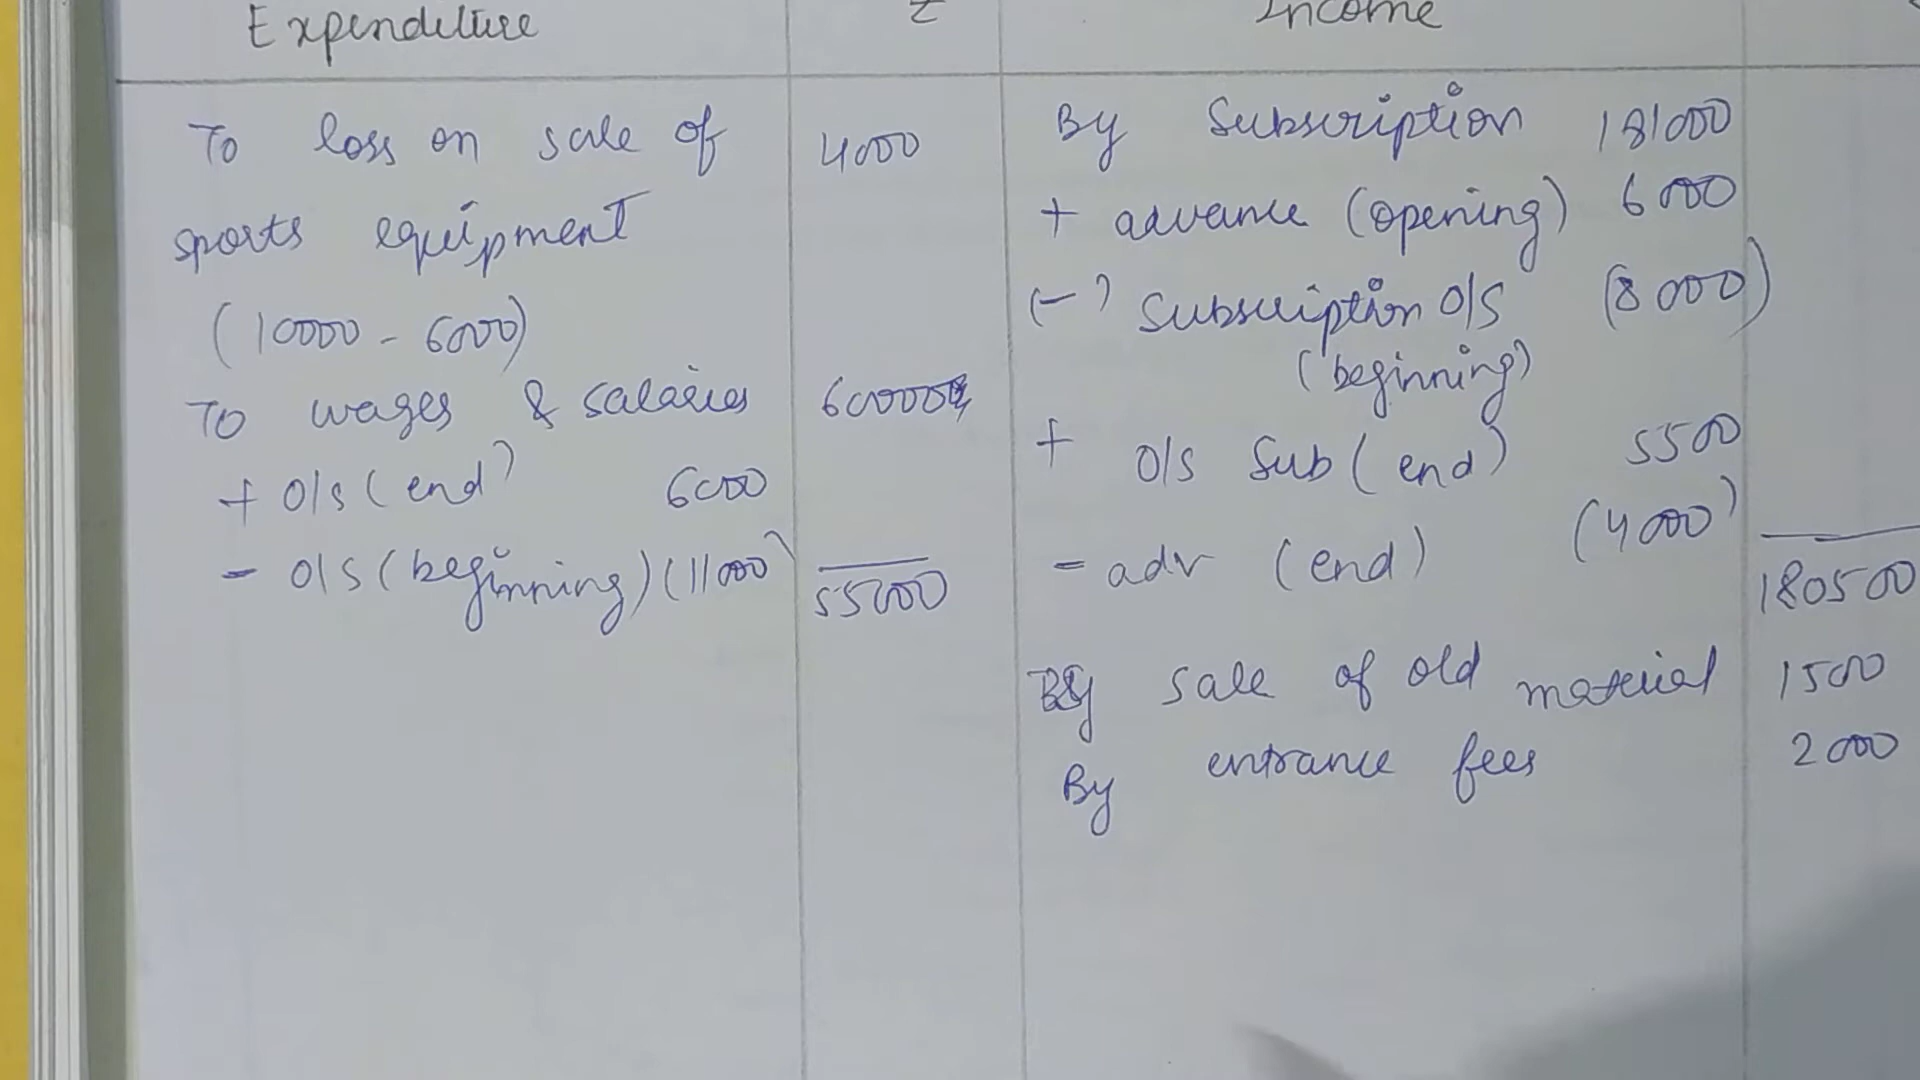 Expenditure ₹ Income
To loss on sale of 4000
sports equipment
(10000 - 6000)
To wages & salaries 60000
+ O/S (end) 6000
- O/S (beginning) (11000) 55000
By Subscription 181000
+ advance (opening) 6000
(-) Subscription O/S (8000)
(beginning)
+ O/S Sub (end) 5500
- adv (end) (4000) 180500
By sale of old material 1500
By entrance fees 2000